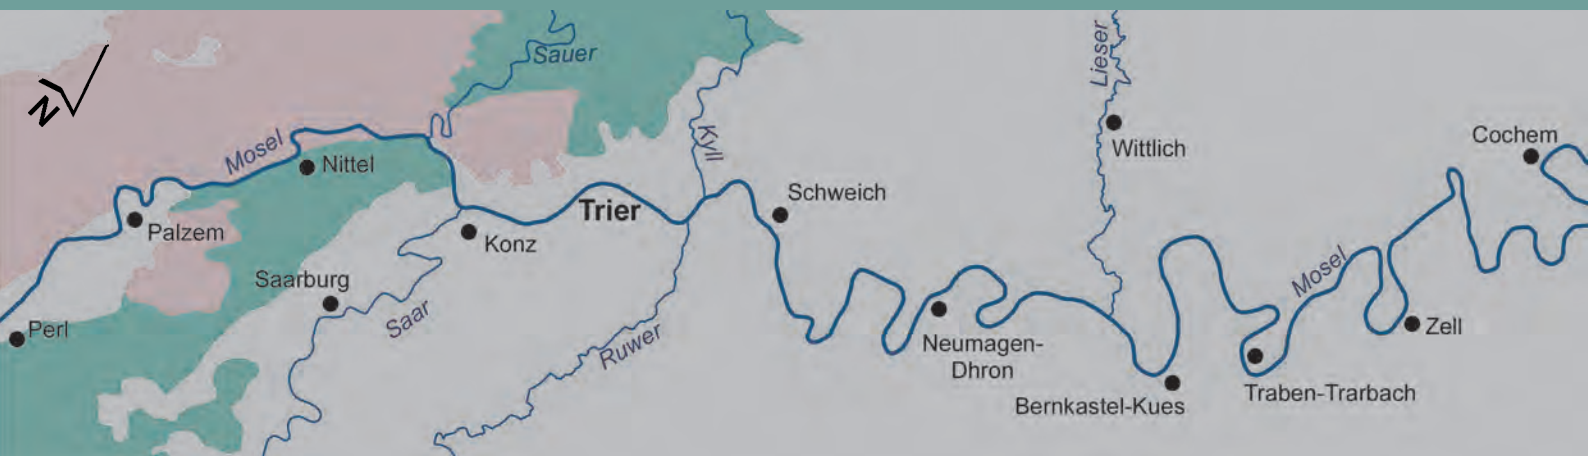 N
Sauer
Lieser
Mosel
Nittel
Kyll
Wittlich
Cochem
Palzem
Konz
Trier
Schweich
Saarburg
Saar
Ruwer
Perl
Neumagen-
Dhron
Bernkastel-Kues
Mosel
Traben-Trarbach
Zell